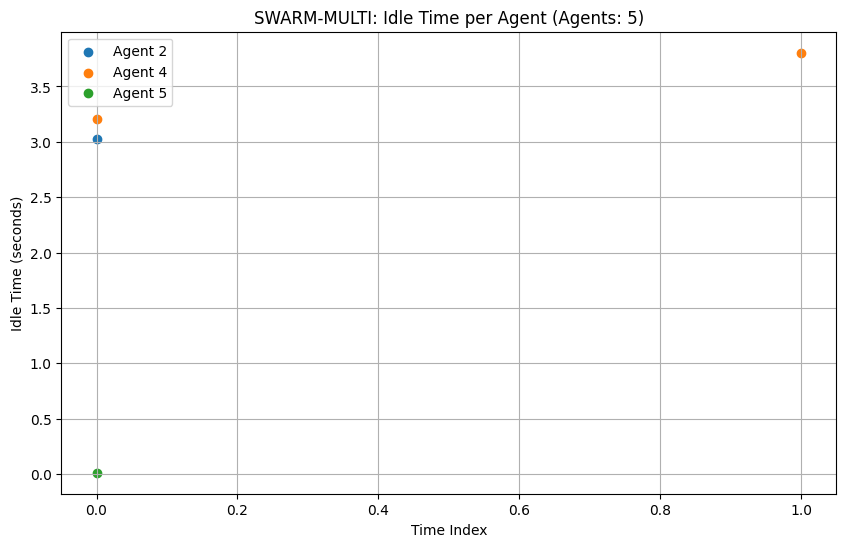 SWARM-MULTI: Idle Time per Agent (Agents: 5)
Agent 2
Agent 4
Agent 5
Idle Time (seconds)
3.5
3.0
2.5
2.0
1.5
1.0
0.5
0.0
0.0 0.2 0.4 0.6 0.8 1.0
Time Index